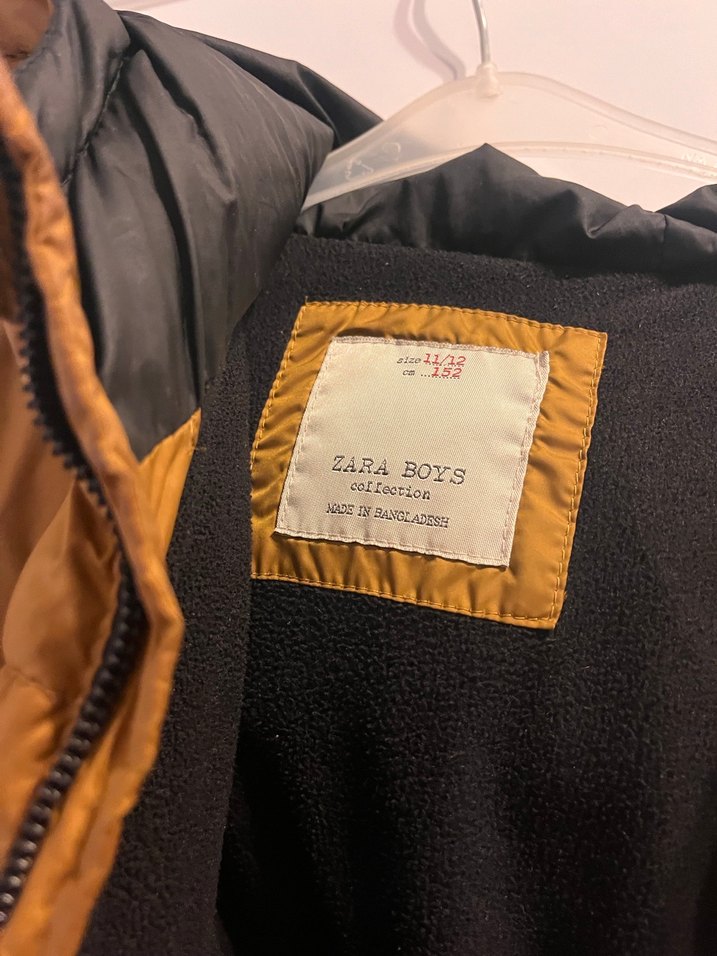 size 11/12
cm ...152
ZARA BOYS
collection
MADE IN BANGLADESH